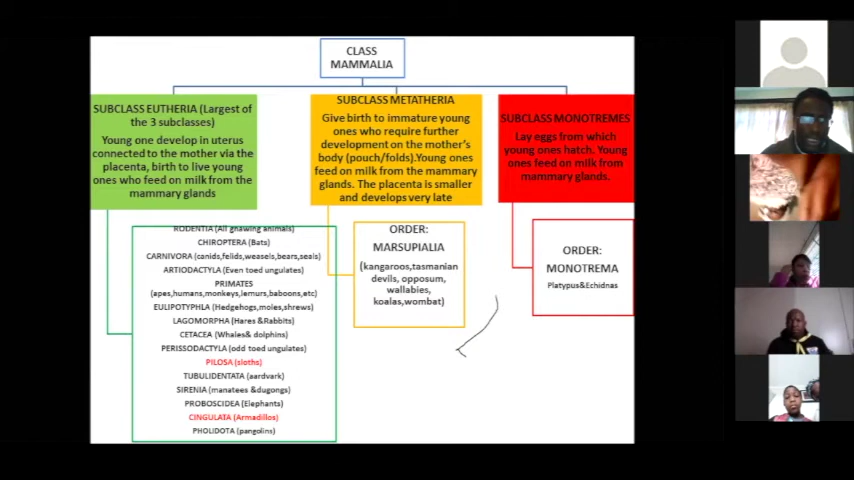 CLASS
MAMMALIA
SUBCLASS EUTHERIA (Largest of
the 3 subclasses)
Young one develop in uterus
connected to the mother via the
placenta, birth to live young
ones who feed on milk from the
mammary glands
SUBCLASS METATHERIA
Give birth to immature young
ones who require further
development on the mother's
body (pouch/folds).Young ones
feed on milk from the mammary
glands. The placenta is smaller
and develops very late
SUBCLASS MONOTREMES
Lay eggs from which
young ones hatch. Young
ones feed on milk from
mammary glands.
RODENTIA (All gnawing animals)
CHIROPTERA (Bats)
CARNIVORA (canids,felids,weasels,bears,seals)
ARTIODACTYLA (Even toed ungulates)
PRIMATES
(apes,humans,monkeys,lemurs,baboons,etc)
EULIPOTYPHLA (Hedgehogs,moles,shrews)
LAGOMORPHA (Hares &Rabbits)
CETACEA (Whales& dolphins)
PERISSODACTYLA (odd toed ungulates)
PILOSA (sloths)
TUBULIDENTATA (aardvark)
SIRENIA (manatees &dugongs)
PROBOSCIDEA (Elephants)
CINGULATA (Armadillos)
PHOLIDOTA (pangolins)
ORDER:
MARSUPIALIA
(kangaroos,tasmanian
devils, opposum,
wallabies,
koalas,wombat)
ORDER:
MONOTREMA
Platypus&Echidnas